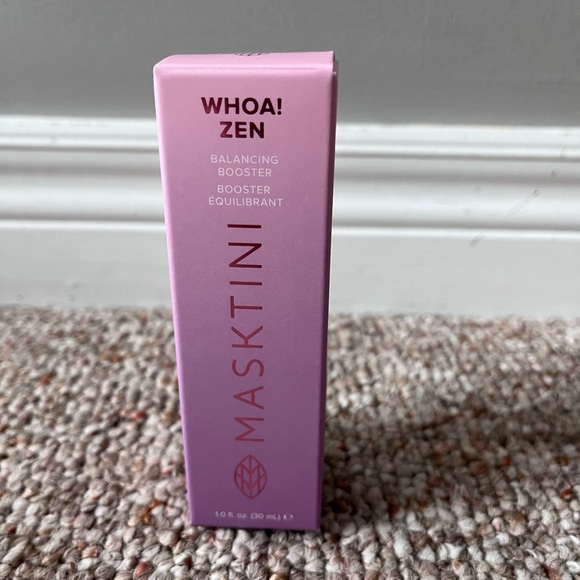 WHOA!
ZEN
BALANCING
BOOSTER
BOOSTER
ÉQUILIBRANT
MASKTINI
1.0 fl. oz. (30 mL) ℮